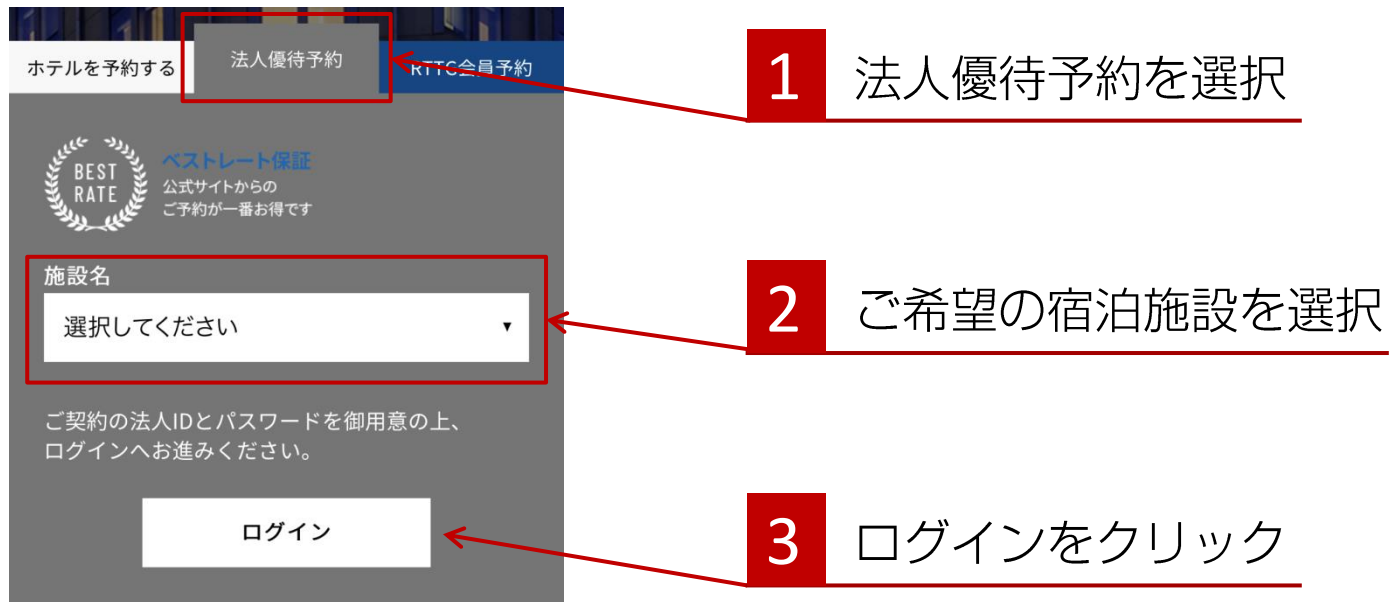 ホテルを予約する
法人優待予約
RTTC会員予約
1 法人優待予約を選択
BEST
RATE
ベストレート保証
公式サイトからの
ご予約が一番お得です
施設名
選択してください ▼
2 ご希望の宿泊施設を選択
ご契約の法人IDとパスワードを御用意の上、
ログインへお進みください。
ログイン
3 ログインをクリック